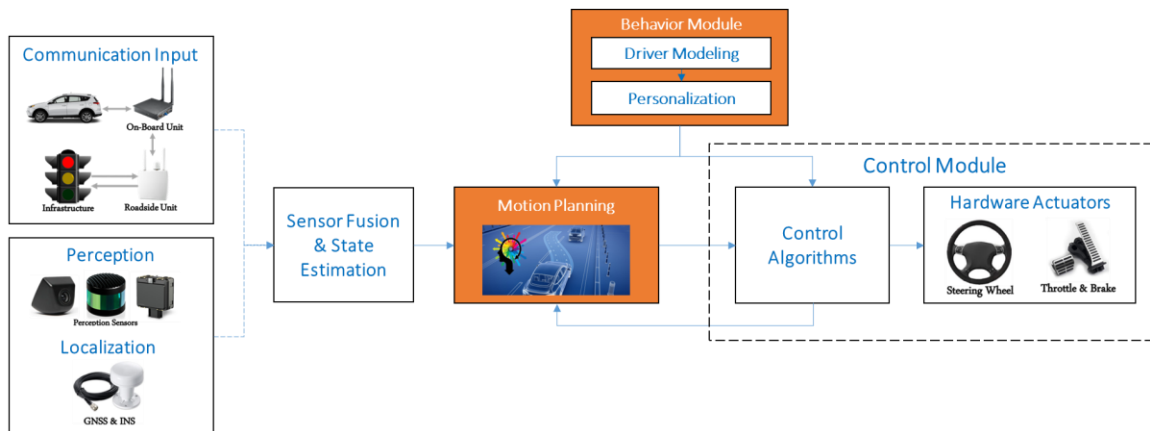 Communication Input
On-Board Unit
Infrastructure
Roadside Unit
Perception
Perception Sensors
Localization
GNSS & INS
Sensor Fusion
& State
Estimation
Behavior Module
Driver Modeling
Personalization
Motion Planning
Control Module
Control
Algorithms
Hardware Actuators
Steering Wheel
Throttle & Brake